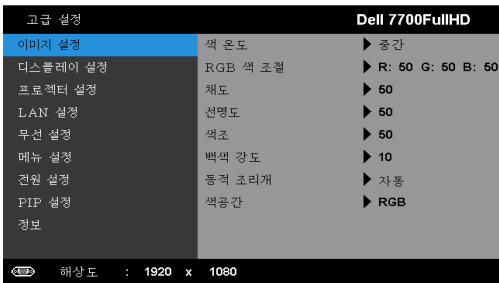 고급 설정 Dell 7700FullHD
이미지 설정 색 온도 중간
디스플레이 설정 RGB 색 조절 R: 50 G: 50 B: 50
프로젝터 설정 채도 50
LAN 설정 선명도 50
무선 설정 색조 50
메뉴 설정 백색 강도 10
전원 설정 동적 조리개 자동
PIP 설정 색공간 RGB
정보
해상도 : 1920 x 1080